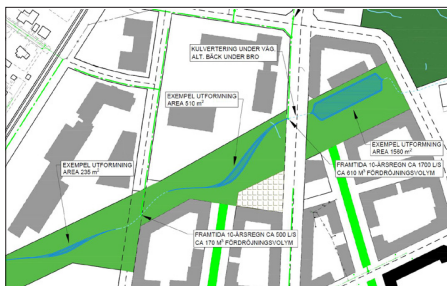 KULVERTERING UNDER VÄG,
ALT. BÄCK UNDER BRO
EXEMPEL UTFORMNING
AREA 510 m²
EXEMPEL UTFORMNING
AREA 1560 m²
EXEMPEL UTFORMNING
AREA 235 m²
FRAMTIDA 10-ÅRSREGN CA 1700 L/S
CA 610 M³ FÖRDRÖJNINGSVOLYM
FRAMTIDA 10-ÅRSREGN CA 500 L/S
CA 170 M³ FÖRDRÖJNINGSVOLYM